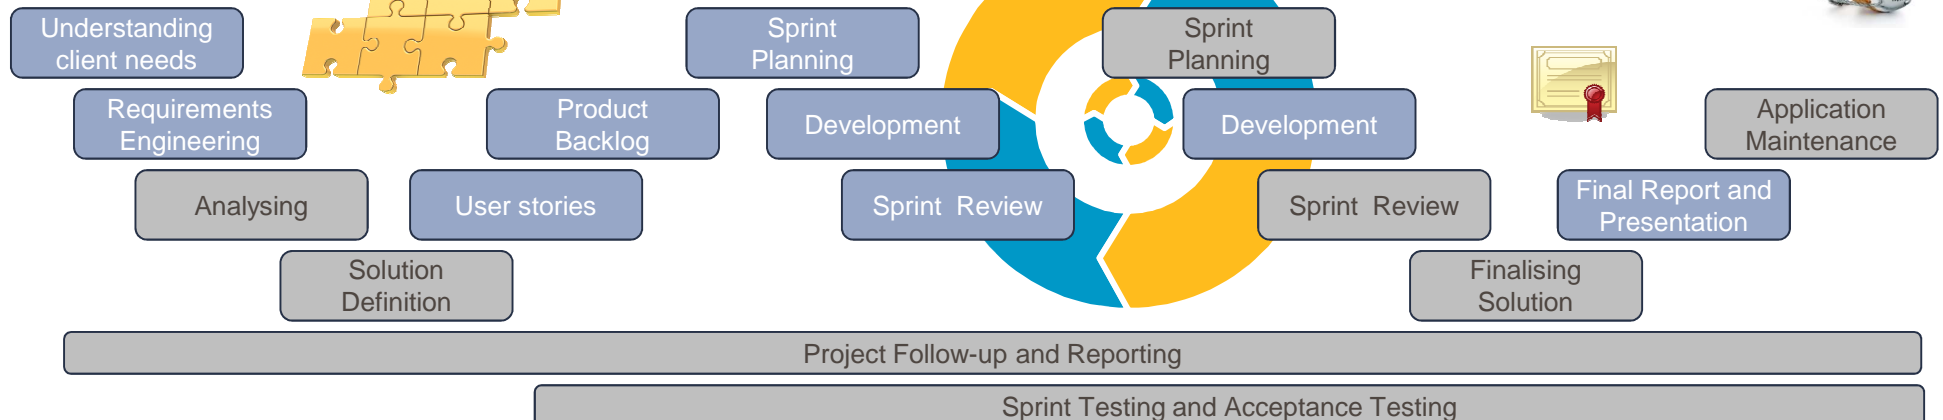 Understanding
client needs
Sprint
Planning
Sprint
Planning
Requirements
Engineering
Product
Backlog
Development
Development
Application
Maintenance
Analysing
User stories
Sprint  Review
Sprint  Review
Final Report and
Presentation
Solution
Definition
Finalising
Solution
Project Follow-up and Reporting
Sprint Testing and Acceptance Testing